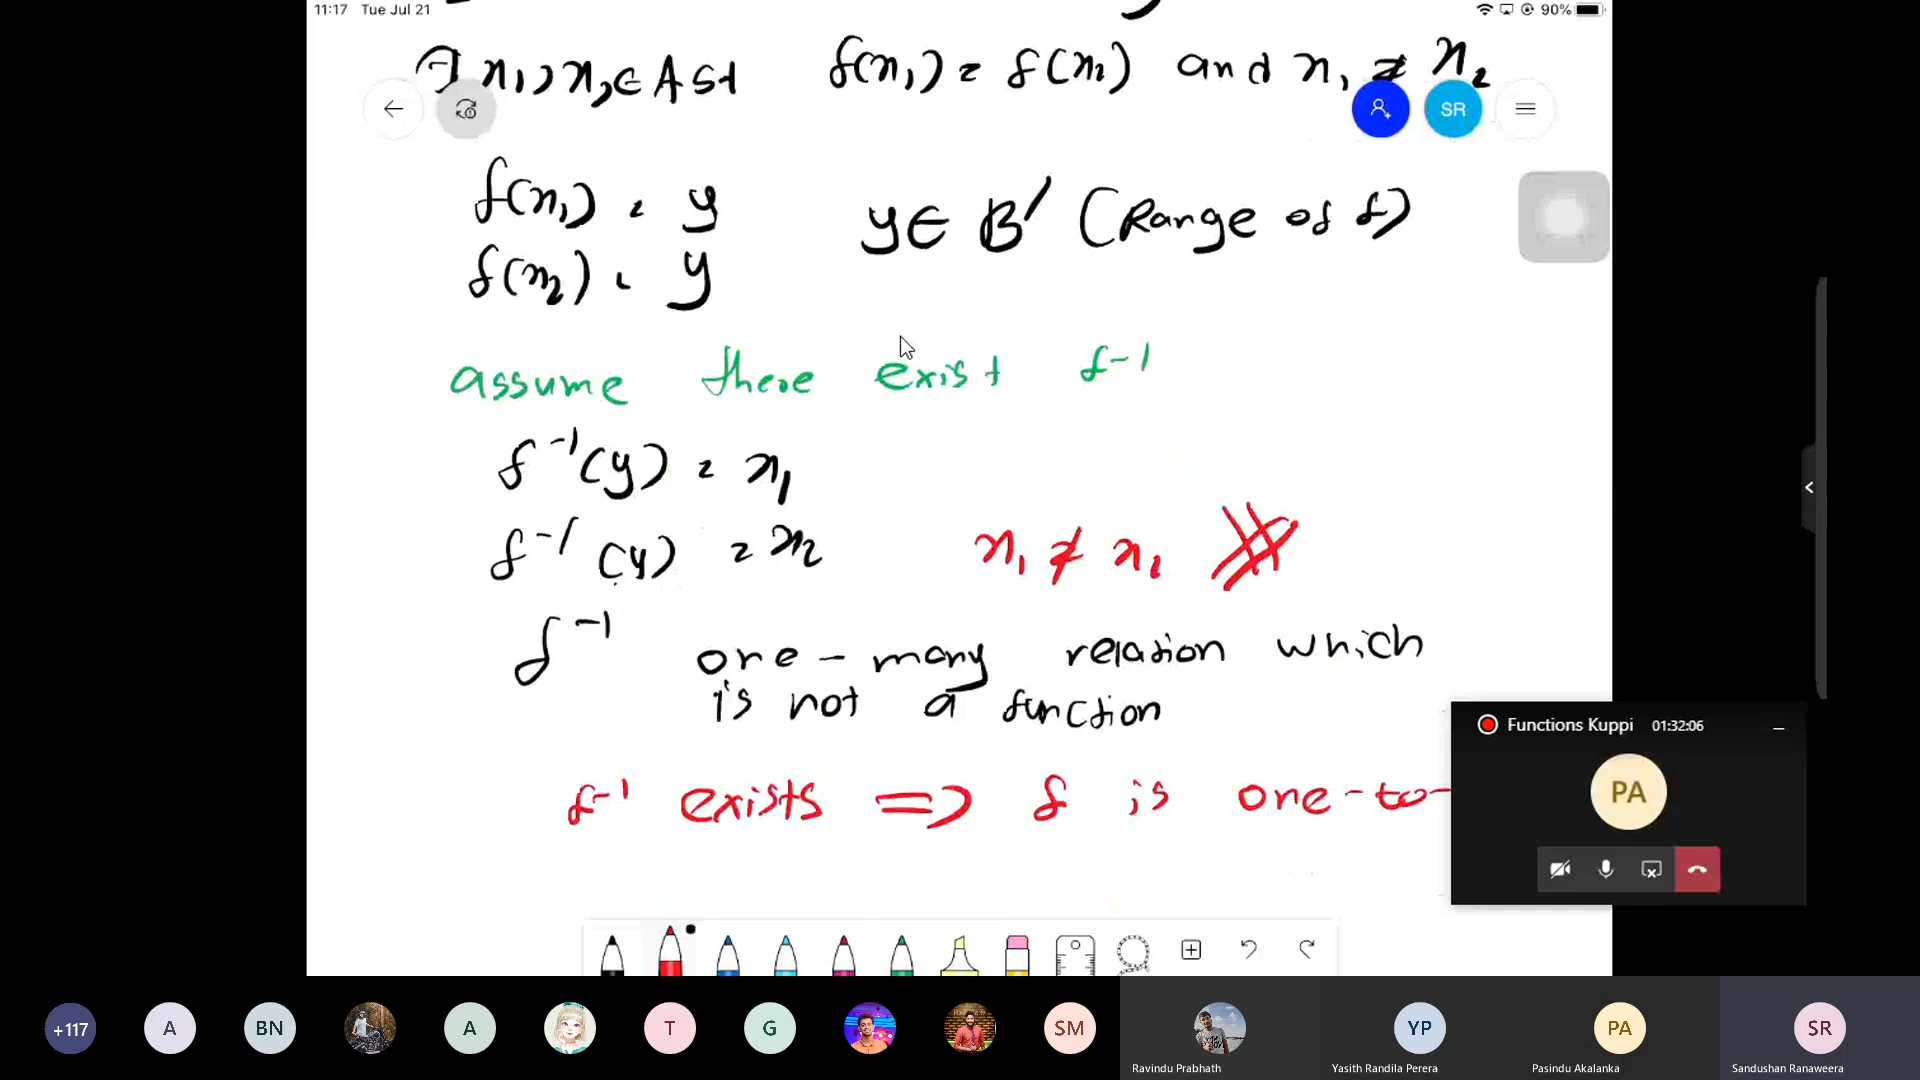 11:17 Tue Jul 21
90%
∃ x₁, x₂ ∈ A st f(x₁) = f(x₂) and x₁ ≠ x₂
SR
f(x₁) = y y ∈ B′ (Range of f)
f(x₂) = y
assume there exist f⁻¹
f⁻¹(y) = x₁
f⁻¹(y) = x₂ x₁ ≠ x₂
f⁻¹ one-many relation which
is not a function
f⁻¹ exists => f is one-to-
Functions Kuppi 01:32:06
PA
+117 A BN A T G SM YP PA SR
Ravindu Prabhath Yasith Randila Perera Pasindu Akalanka Sandushan Ranaweera